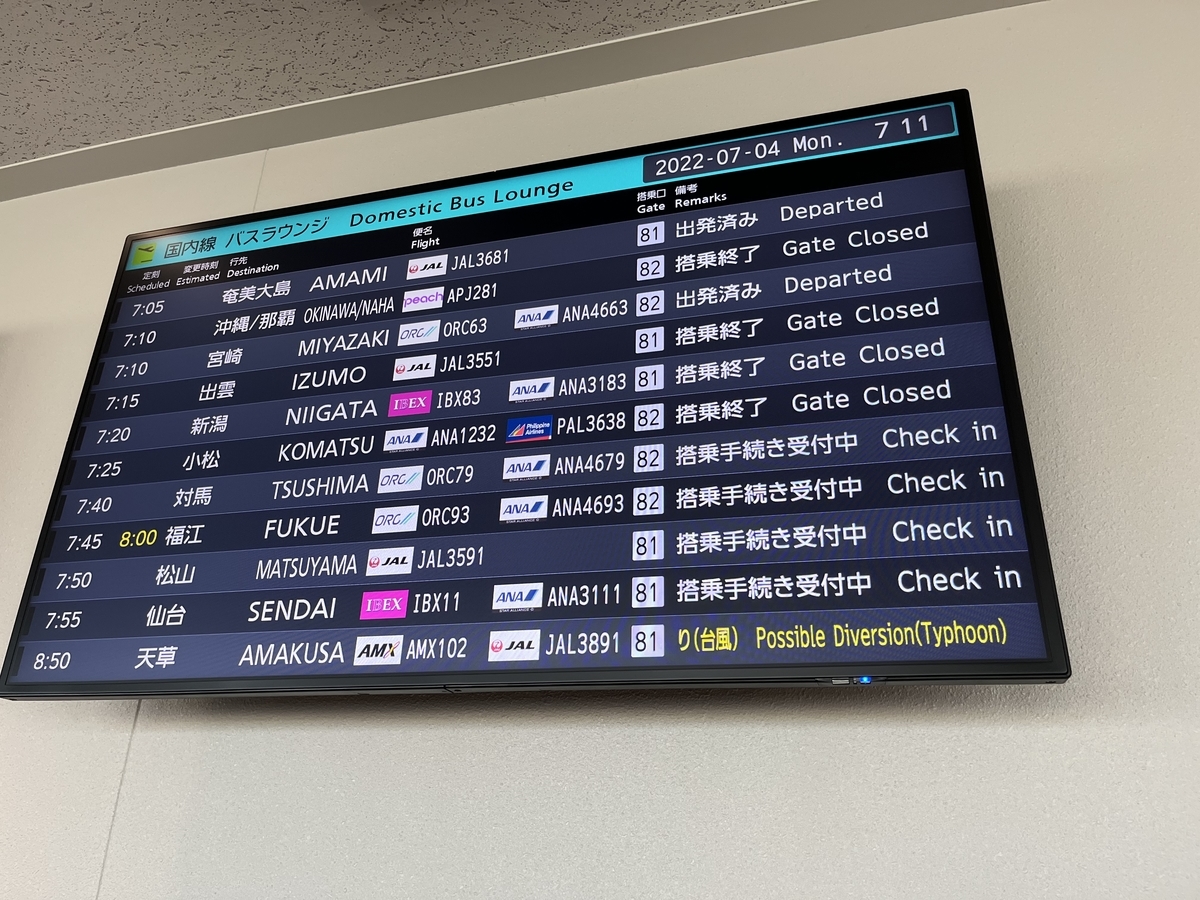 国内線 バスラウンジ Domestic Bus Lounge 2022-07-04 Mon. 7 11
定刻 変更時刻 行先 便名 搭乗口 備考
Scheduled Estimated Destination Flight Gate Remarks
7:05 奄美大島 AMAMI JAL JAL3681 81 出発済み Departed
7:10 沖縄/那覇 OKINAWA/NAHA peach APJ281 82 搭乗終了 Gate Closed
7:10 宮崎 MIYAZAKI ORC ORC63 ANA ANA4663 82 出発済み Departed
7:15 出雲 IZUMO JAL JAL3551 81 搭乗終了 Gate Closed
7:20 新潟 NIIGATA IBEX IBX83 ANA ANA3183 81 搭乗終了 Gate Closed
7:25 小松 KOMATSU ANA ANA1232 Philippine Airlines PAL3638 82 搭乗終了 Gate Closed
7:40 対馬 TSUSHIMA ORC ORC79 ANA ANA4679 82 搭乗手続き受付中 Check in
7:45 8:00 福江 FUKUE ORC ORC93 ANA ANA4693 82 搭乗手続き受付中 Check in
7:50 松山 MATSUYAMA JAL JAL3591 81 搭乗手続き受付中 Check in
7:55 仙台 SENDAI IBEX IBX11 ANA ANA3111 81 搭乗手続き受付中 Check in
8:50 天草 AMAKUSA AMX AMX102 JAL JAL3891 81 り(台風) Possible Diversion(Typhoon)